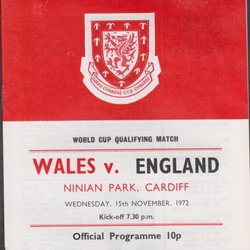 WORLD CUP QUALIFYING MATCH
WALES v. ENGLAND
NINIAN PARK, CARDIFF
WEDNESDAY, 15th NOVEMBER, 1972
Kick-off 7.30 p.m.
Official Programme 10p